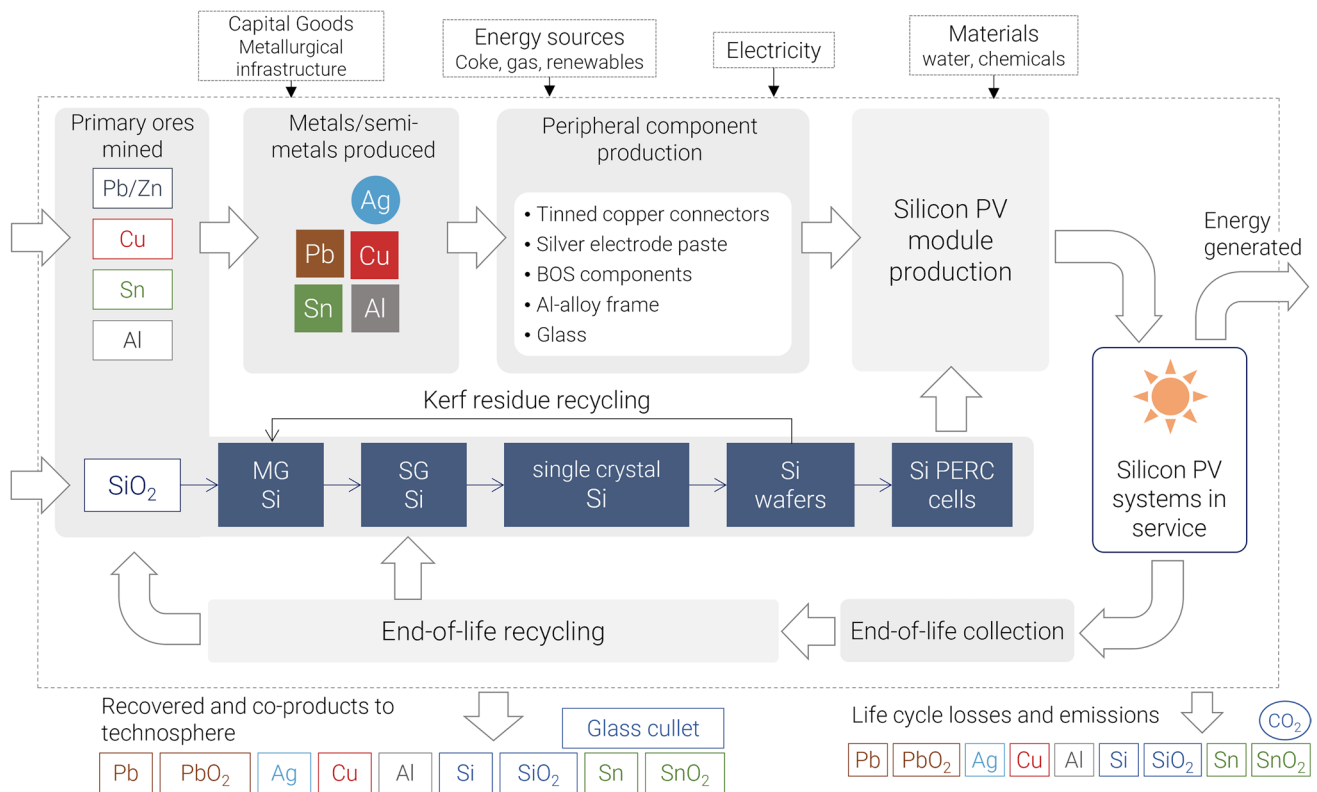 Capital Goods
Metallurgical
infrastructure
Energy sources
Coke, gas, renewables
Electricity
Materials
water, chemicals
Primary ores
mined
Pb/Zn
Cu
Sn
Al
Metals/semi-
metals produced
Ag
Pb
Cu
Sn
Al
Peripheral component
production
• Tinned copper connectors
• Silver electrode paste
• BOS components
• Al-alloy frame
• Glass
Silicon PV
module
production
Energy
generated
Kerf residue recycling
SiO₂
MG
Si
SG
Si
single crystal
Si
Si
wafers
Si PERC
cells
Silicon PV
systems in
service
End-of-life recycling
End-of-life collection
Recovered and co-products to
technosphere
Glass cullet
Pb PbO₂ Ag Cu Al Si SiO₂ Sn SnO₂
Life cycle losses and emissions
CO₂
Pb PbO₂ Ag Cu Al Si SiO₂ Sn SnO₂